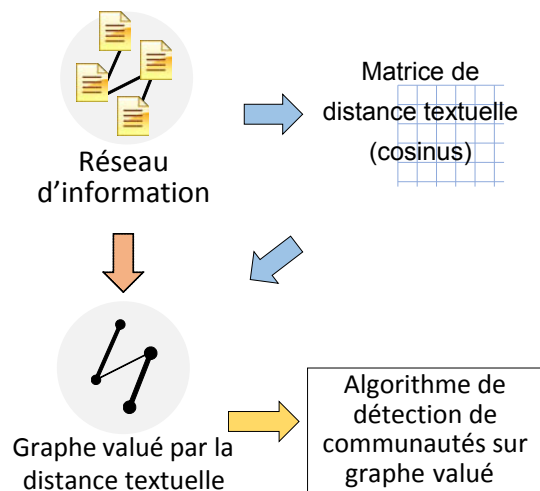 Réseau
d’information
Matrice de
distance textuelle
(cosinus)
Graphe valué par la
distance textuelle
Algorithme de
détection de
communautés sur
graphe valué